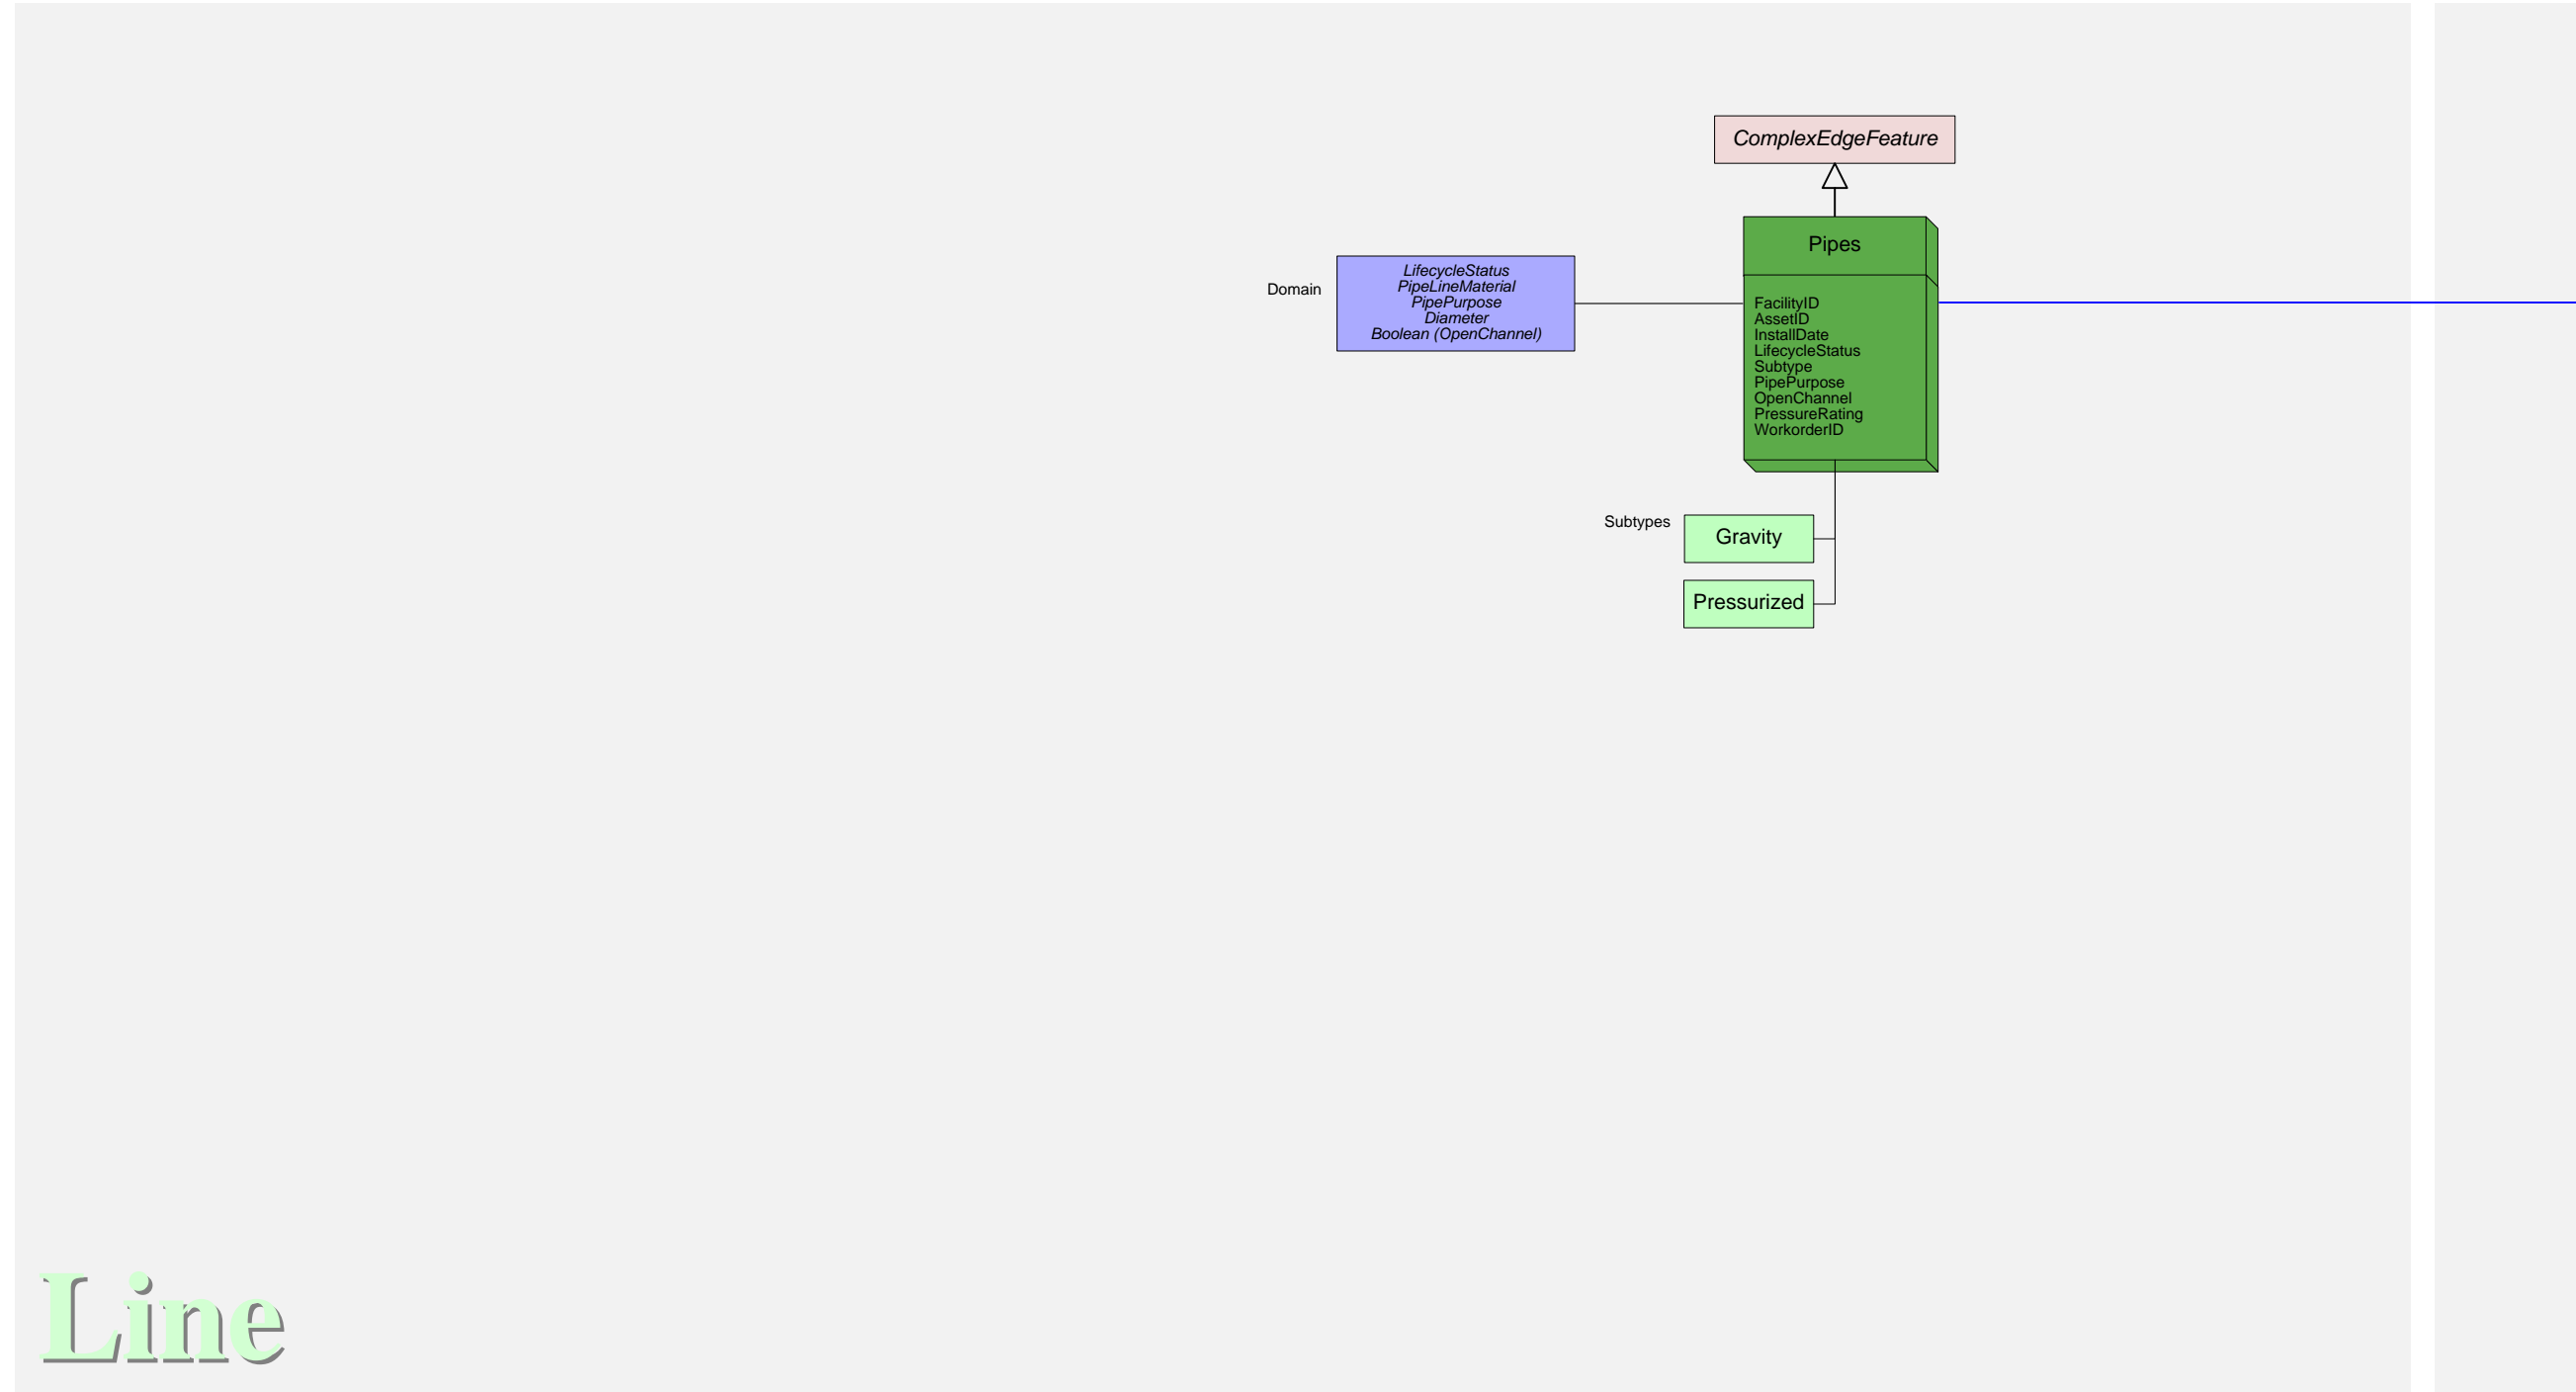 ComplexEdgeFeature
Pipes
Domain
LifecycleStatus
PipeLineMaterial
PipePurpose
Diameter
Boolean (OpenChannel)
FacilityID
AssetID
InstallDate
LifecycleStatus
Subtype
PipePurpose
OpenChannel
PressureRating
WorkorderID
Subtypes
Gravity
Pressurized
Line